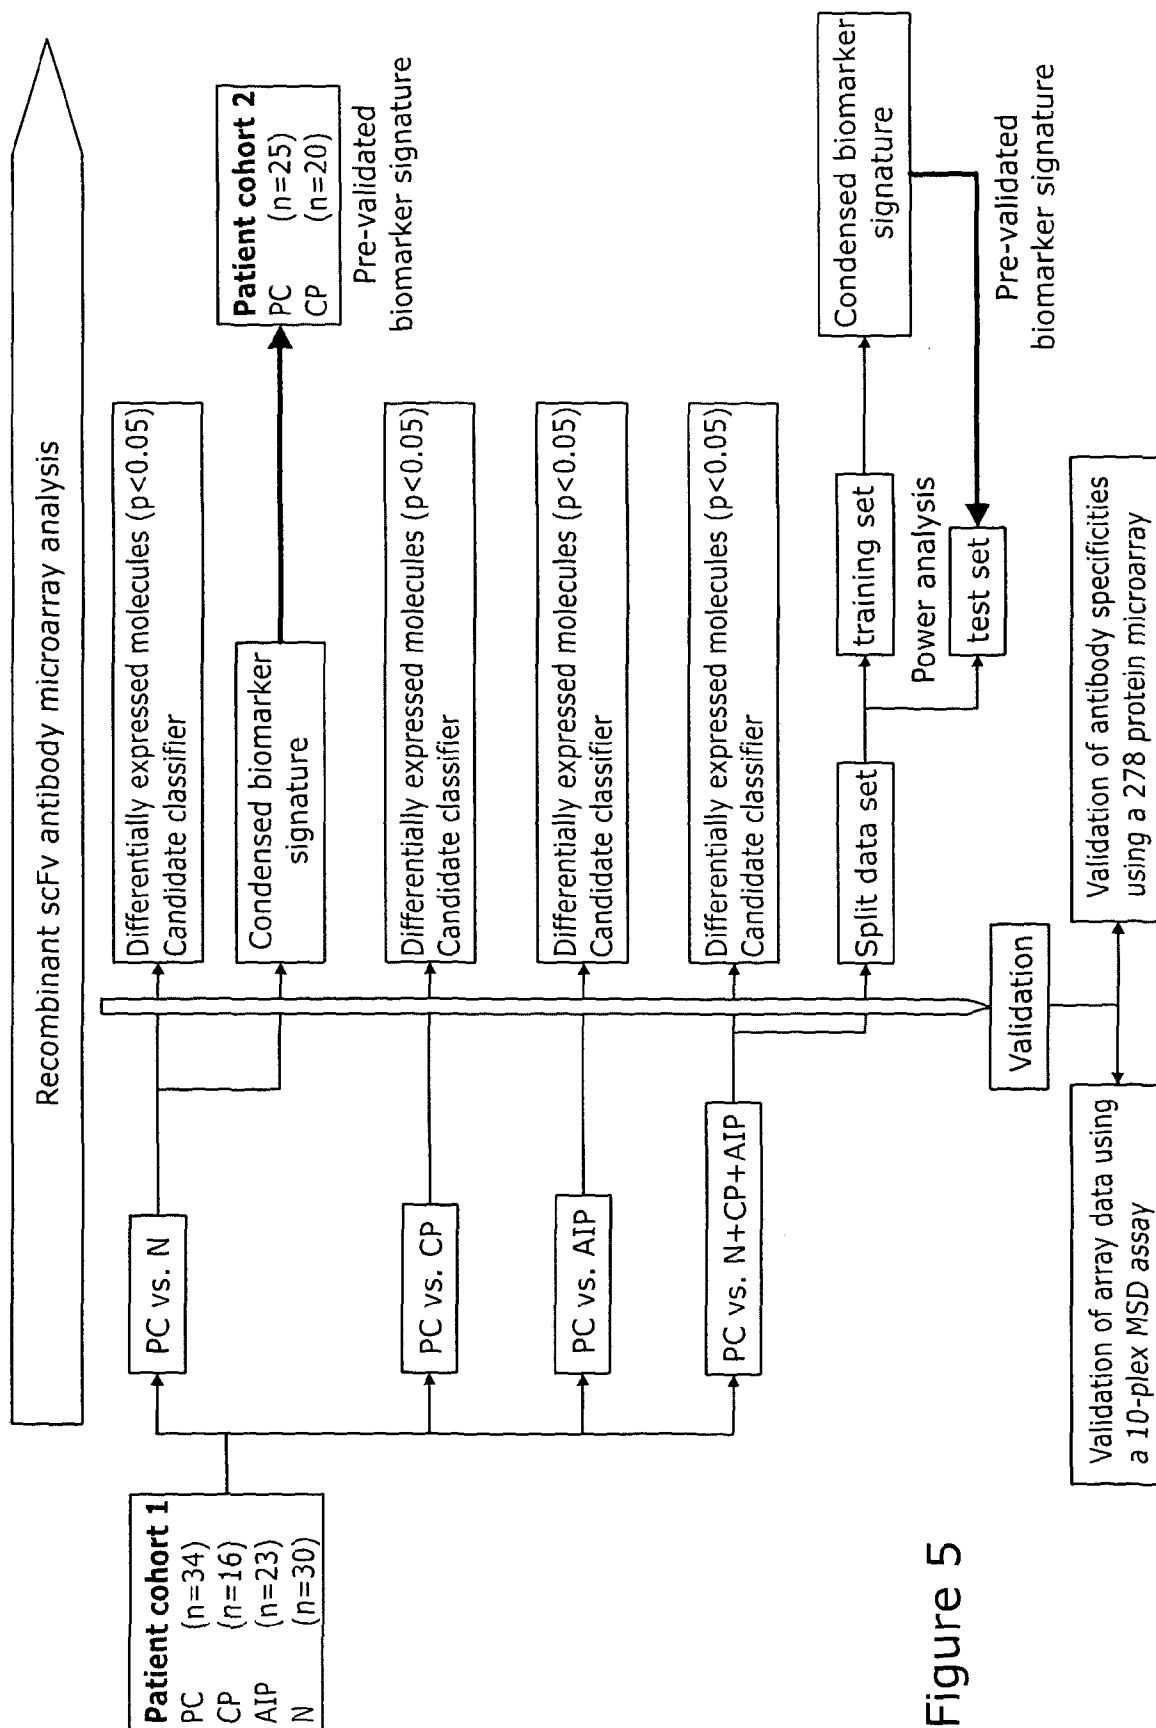 Recombinant scFv antibody microarray analysis
Patient cohort 1
PC (n=34)
CP (n=16)
AIP (n=23)
N (n=30)
PC vs. N
PC vs. CP
PC vs. AIP
PC vs. N+CP+AIP
Differentially expressed molecules (p<0.05)
Candidate classifier
Condensed biomarker
signature
Patient cohort 2
PC (n=25)
CP (n=20)
Pre-validated
biomarker signature
Differentially expressed molecules (p<0.05)
Candidate classifier
Differentially expressed molecules (p<0.05)
Candidate classifier
Differentially expressed molecules (p<0.05)
Candidate classifier
Split data set
training set
Power analysis
test set
Condensed biomarker
signature
Pre-validated
biomarker signature
Validation
Validation of array data using
a 10-plex MSD assay
Validation of antibody specificities
using a 278 protein microarray
Figure 5